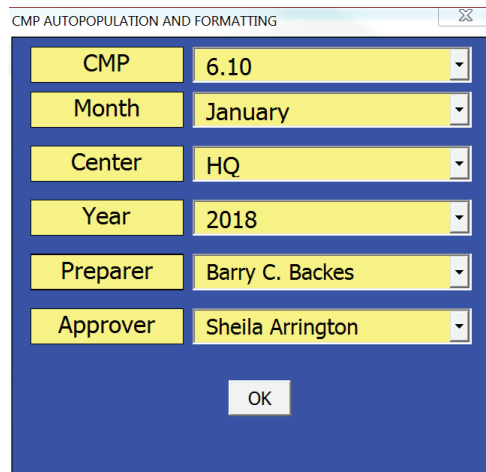 CMP AUTOPOPULATION AND FORMATTING
CMP 6.10
Month January
Center HQ
Year 2018
Preparer Barry C. Backes
Approver Sheila Arrington
OK